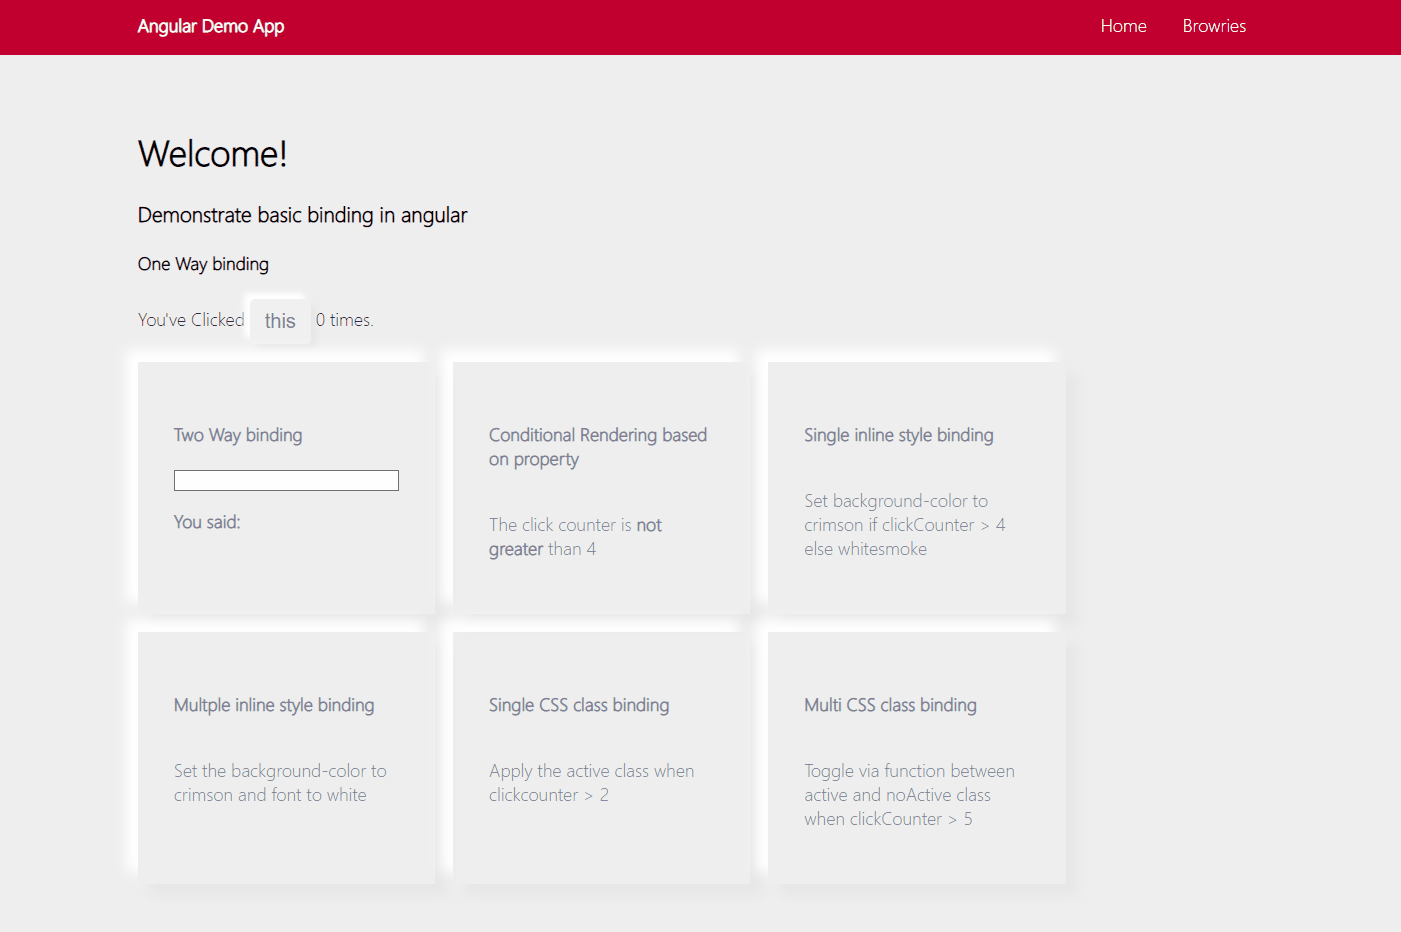 Angular Demo App
Home
Browries
Welcome!
Demonstrate basic binding in angular
One Way binding
You've Clicked this 0 times.
Two Way binding
You said:
Conditional Rendering based
on property
The click counter is not
greater than 4
Single inline style binding
Set background-color to
crimson if clickCounter > 4
else whitesmoke
Multple inline style binding
Set the background-color to
crimson and font to white
Single CSS class binding
Apply the active class when
clickcounter > 2
Multi CSS class binding
Toggle via function between
active and noActive class
when clickCounter > 5